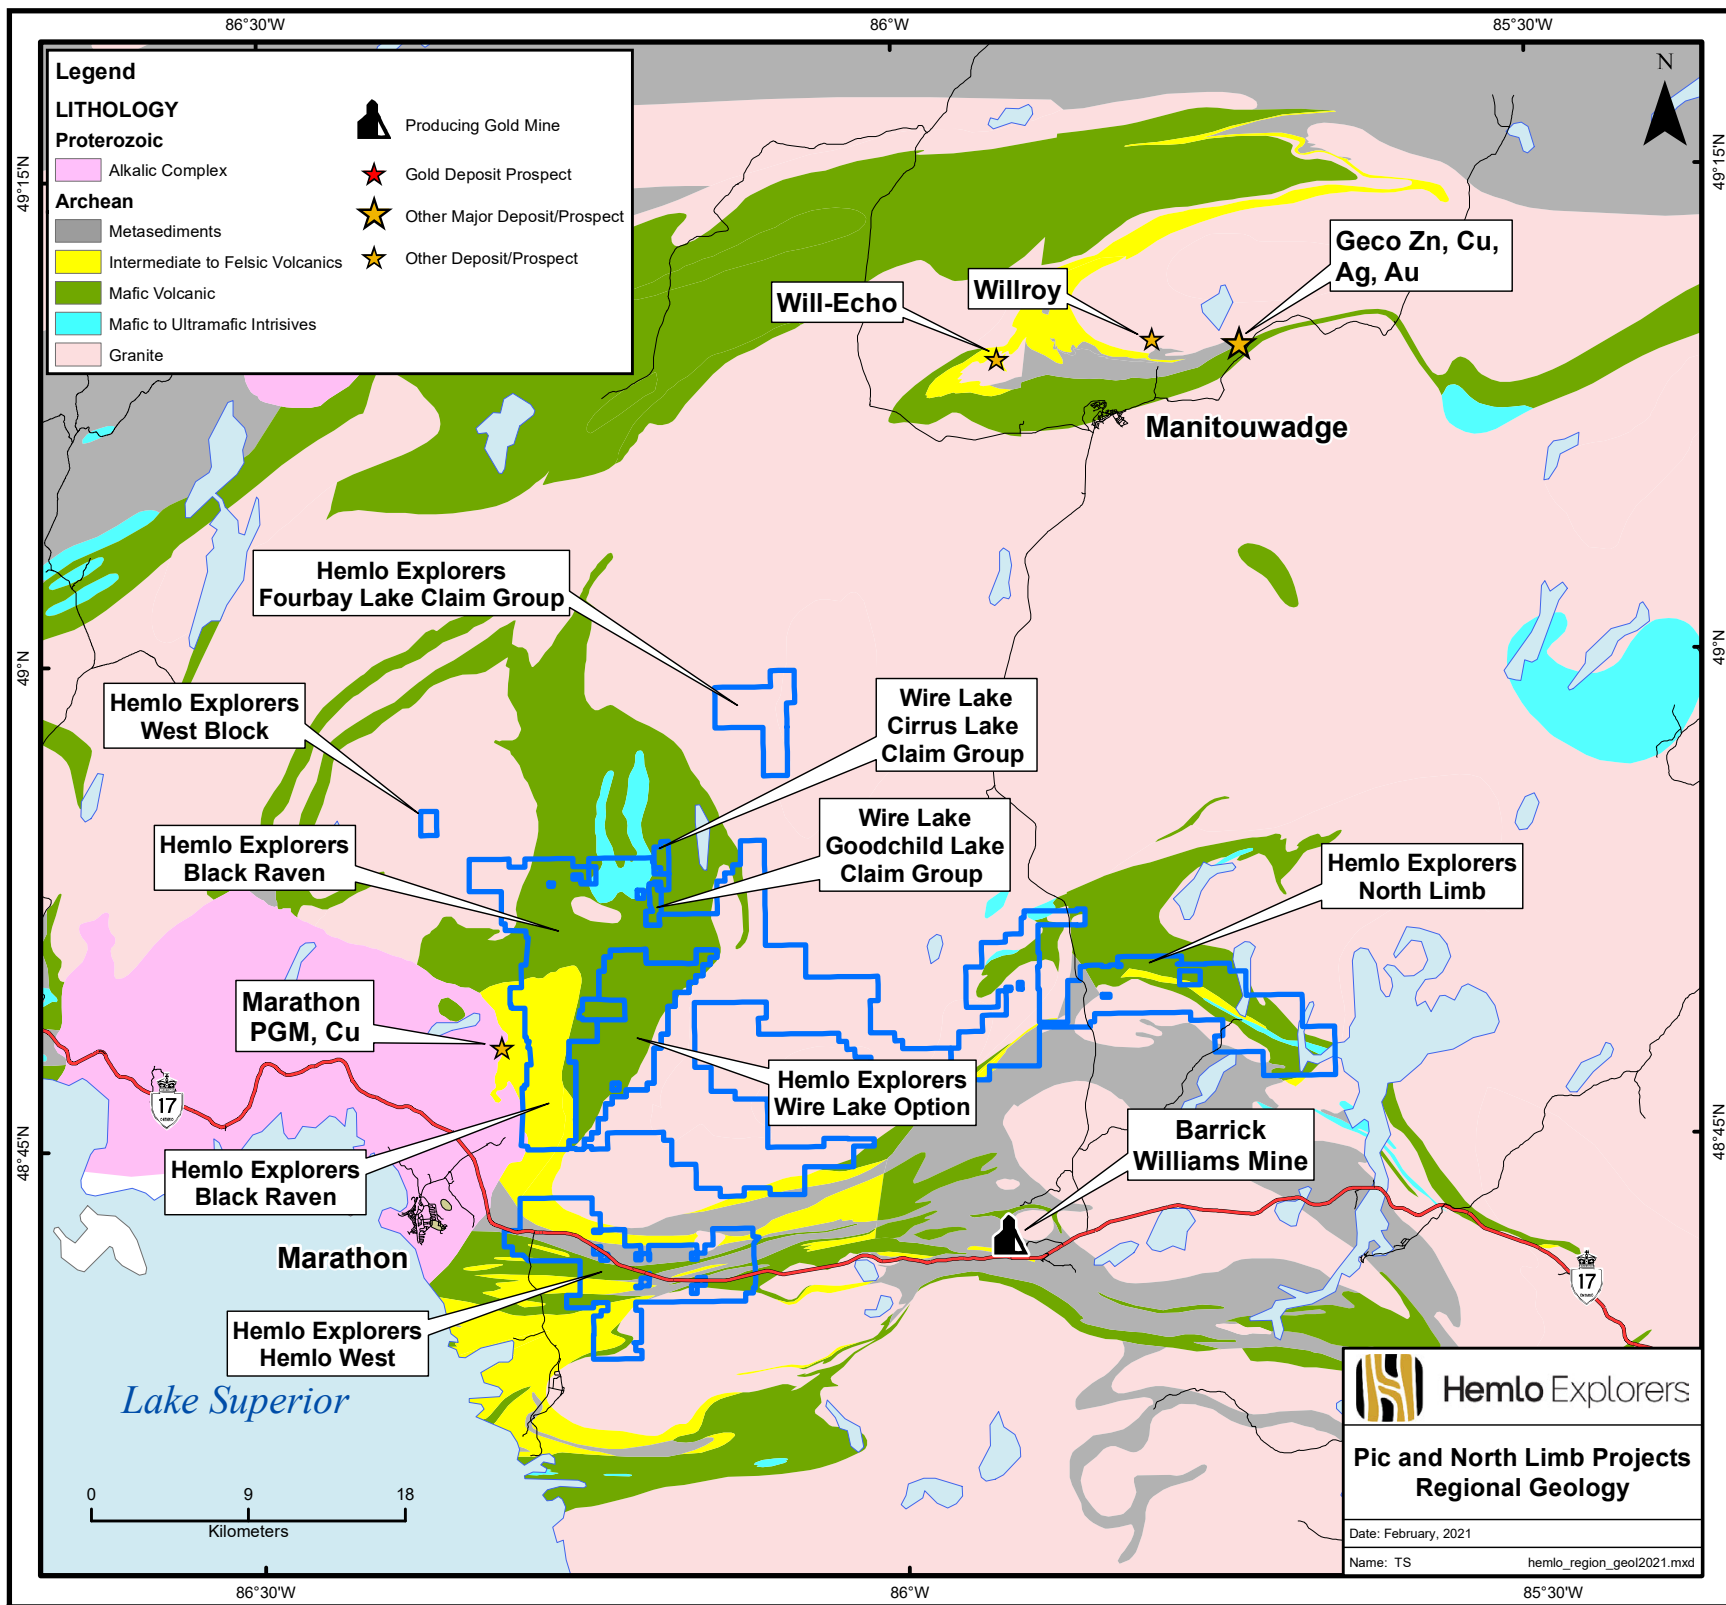 86°30'W
86°W
85°30'W
Legend
LITHOLOGY
Proterozoic
Alkalic Complex
Archean
Metasediments
Intermediate to Felsic Volcanics
Mafic Volcanic
Mafic to Ultramafic Intrisives
Granite
Producing Gold Mine
Gold Deposit Prospect
Other Major Deposit/Prospect
Other Deposit/Prospect
N
49°15'N
49°15'N
Geco Zn, Cu,
Ag, Au
Willroy
Will-Echo
Manitouwadge
Hemlo Explorers
Fourbay Lake Claim Group
49°N
49°N
Hemlo Explorers
West Block
Wire Lake
Cirrus Lake
Claim Group
Hemlo Explorers
Black Raven
Wire Lake
Goodchild Lake
Claim Group
Hemlo Explorers
North Limb
Marathon
PGM, Cu
Hemlo Explorers
Wire Lake Option
17
ONTARIO
Barrick
Williams Mine
48°45'N
48°45'N
Hemlo Explorers
Black Raven
Marathon
17
ONTARIO
Hemlo Explorers
Hemlo West
Lake Superior
0 9 18
Kilometers
Hemlo Explorers
Pic and North Limb Projects
Regional Geology
Date: February, 2021
Name: TS hemlo_region_geol2021.mxd
86°30'W
86°W
85°30'W